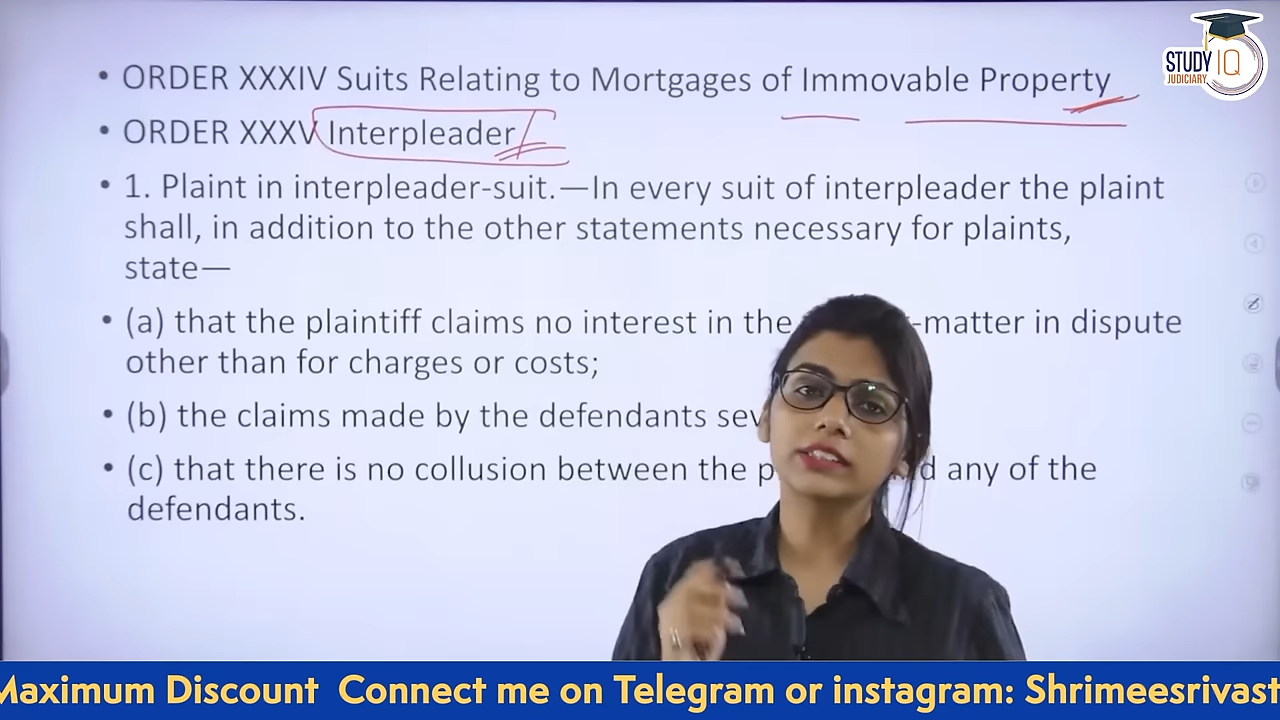 STUDY IQ
JUDICIARY
• ORDER XXXIV Suits Relating to Mortgages of Immovable Property
• ORDER XXXV Interpleader
• 1. Plaint in interpleader-suit.—In every suit of interpleader the plaint
shall, in addition to the other statements necessary for plaints,
state—
• (a) that the plaintiff claims no interest in the -matter in dispute
other than for charges or costs;
• (b) the claims made by the defendants
• (c) that there is no collusion between the any of the
defendants.
Maximum Discount Connect me on Telegram or instagram: Shrimeesrivast